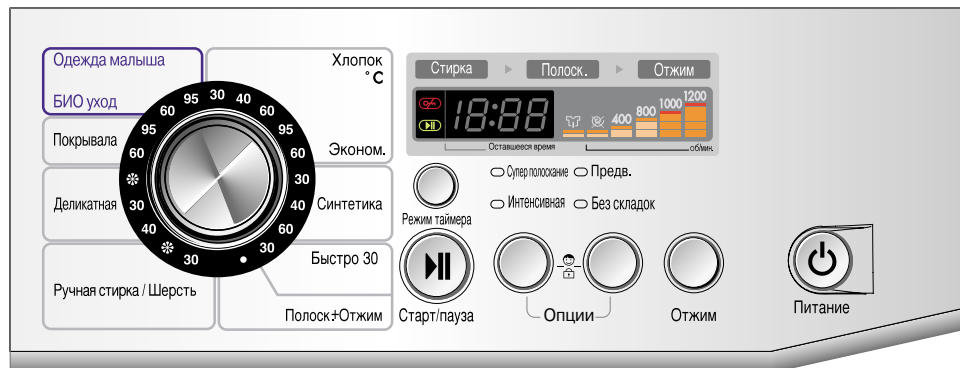 Одежда малыша
БИО уход
Покрывала
Деликатная
Ручная стирка / Шерсть
Хлопок
°C
Эконом.
Синтетика
Быстро 30
Полоск.+Отжим
30
40
60
95
60
60
30
40
30
40
60
30
30
40
30
60
95
60
95
Стирка
Полоск.
Отжим
18:88
400
800
1000
1200
Оставшееся время
об/мин.
Режим таймера
Супер полоскание
Предв.
Интенсивная
Без складок
Старт/пауза
Опции
Отжим
Питание